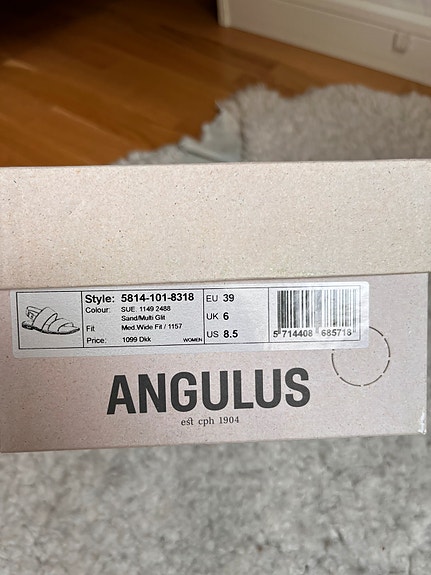 Style: 5814-101-8318
Colour: SUE 1149 2488
Sand/Multi Glit
Fit Med.Wide Fit / 1157
Price: 1099 Dkk WOMEN
EU 39
UK 6
US 8.5
5 714408 685718
ANGULUS
est cph 1904